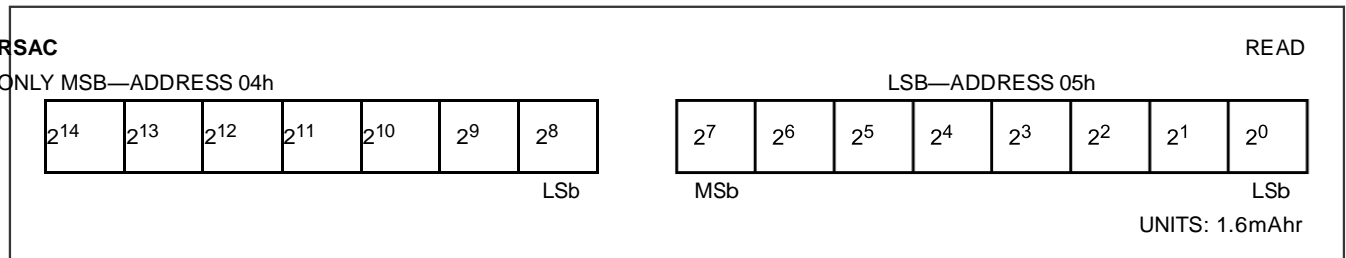 RSAC READ
ONLY MSB—ADDRESS 04h LSB—ADDRESS 05h
2¹⁴ 2¹³ 2¹² 2¹¹ 2¹⁰ 2⁹ 2⁸ 2⁷ 2⁶ 2⁵ 2⁴ 2³ 2² 2¹ 2⁰
LSb MSb LSb
UNITS: 1.6mAhr